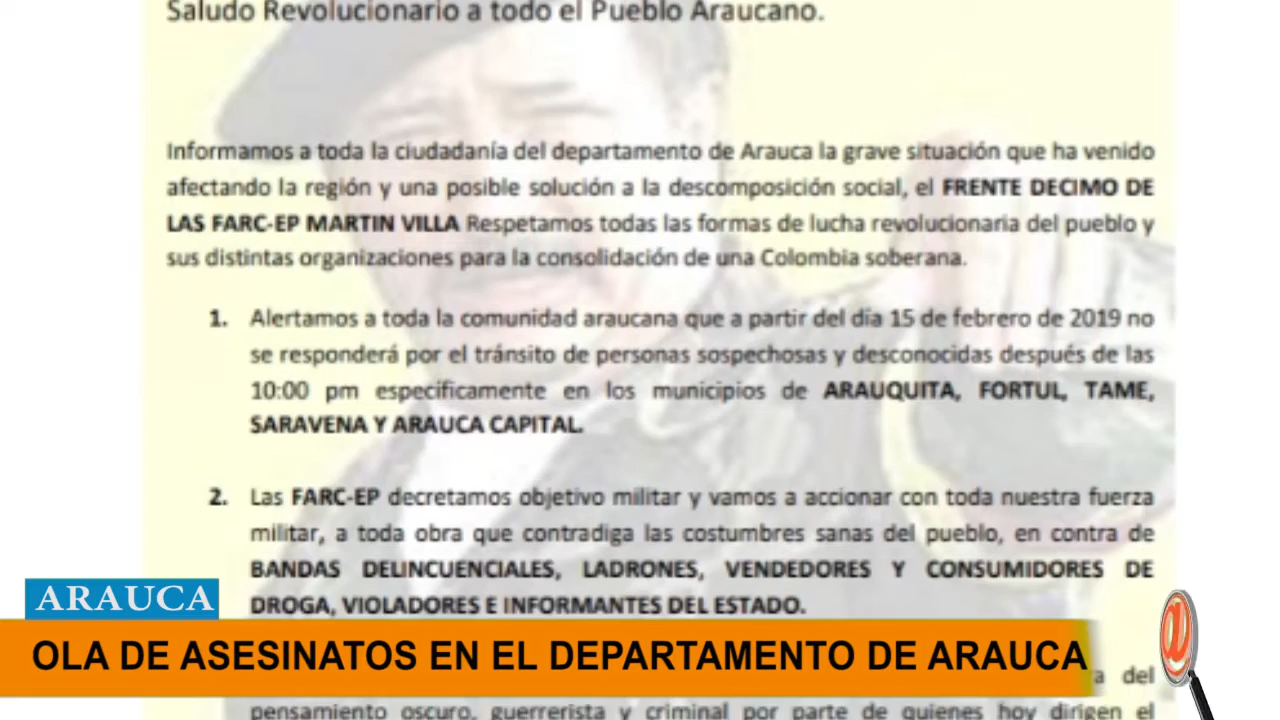 Saludo Revolucionario a todo el Pueblo Araucano.
Informamos a toda la ciudadanía del departamento de Arauca la grave situación que ha venido
afectando la región y una posible solución a la descomposición social, el FRENTE DECIMO DE
LAS FARC-EP MARTIN VILLA Respetamos todas las formas de lucha revolucionaria del pueblo y
sus distintas organizaciones para la consolidación de una Colombia soberana.
1. Alertamos a toda la comunidad araucana que a partir del día 15 de febrero de 2019 no
se responderá por el tránsito de personas sospechosas y desconocidas después de las
10:00 pm específicamente en los municipios de ARAUQUITA, FORTUL, TAME,
SARAVENA Y ARAUCA CAPITAL.
2. Las FARC-EP decretamos objetivo militar y vamos a accionar con toda nuestra fuerza
militar, a toda obra que contradiga las costumbres sanas del pueblo, en contra de
BANDAS DELINCUENCIALES, LADRONES, VENDEDORES Y CONSUMIDORES DE
DROGA, VIOLADORES E INFORMANTES DEL ESTADO.
ARAUCA
OLA DE ASESINATOS EN EL DEPARTAMENTO DE ARAUCA
del
pensamiento oscuro, guerrerista y criminal por parte de quienes hoy dirigen el